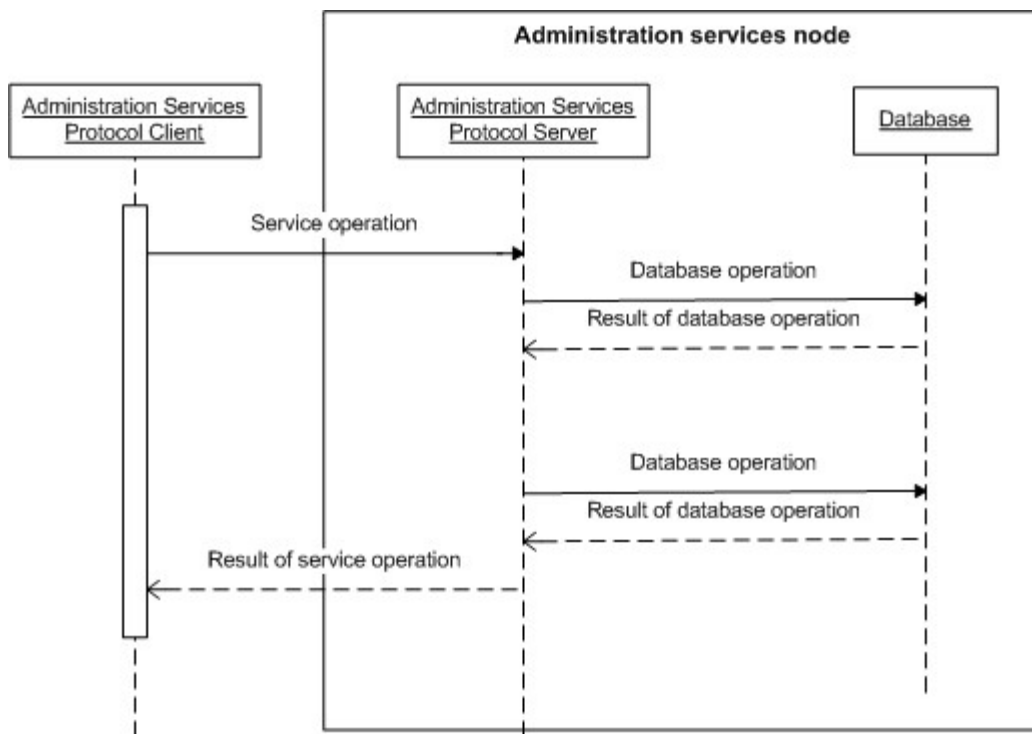 Administration services node
Administration Services
Protocol Client
Administration Services
Protocol Server
Database
Service operation
Database operation
Result of database operation
Database operation
Result of database operation
Result of service operation